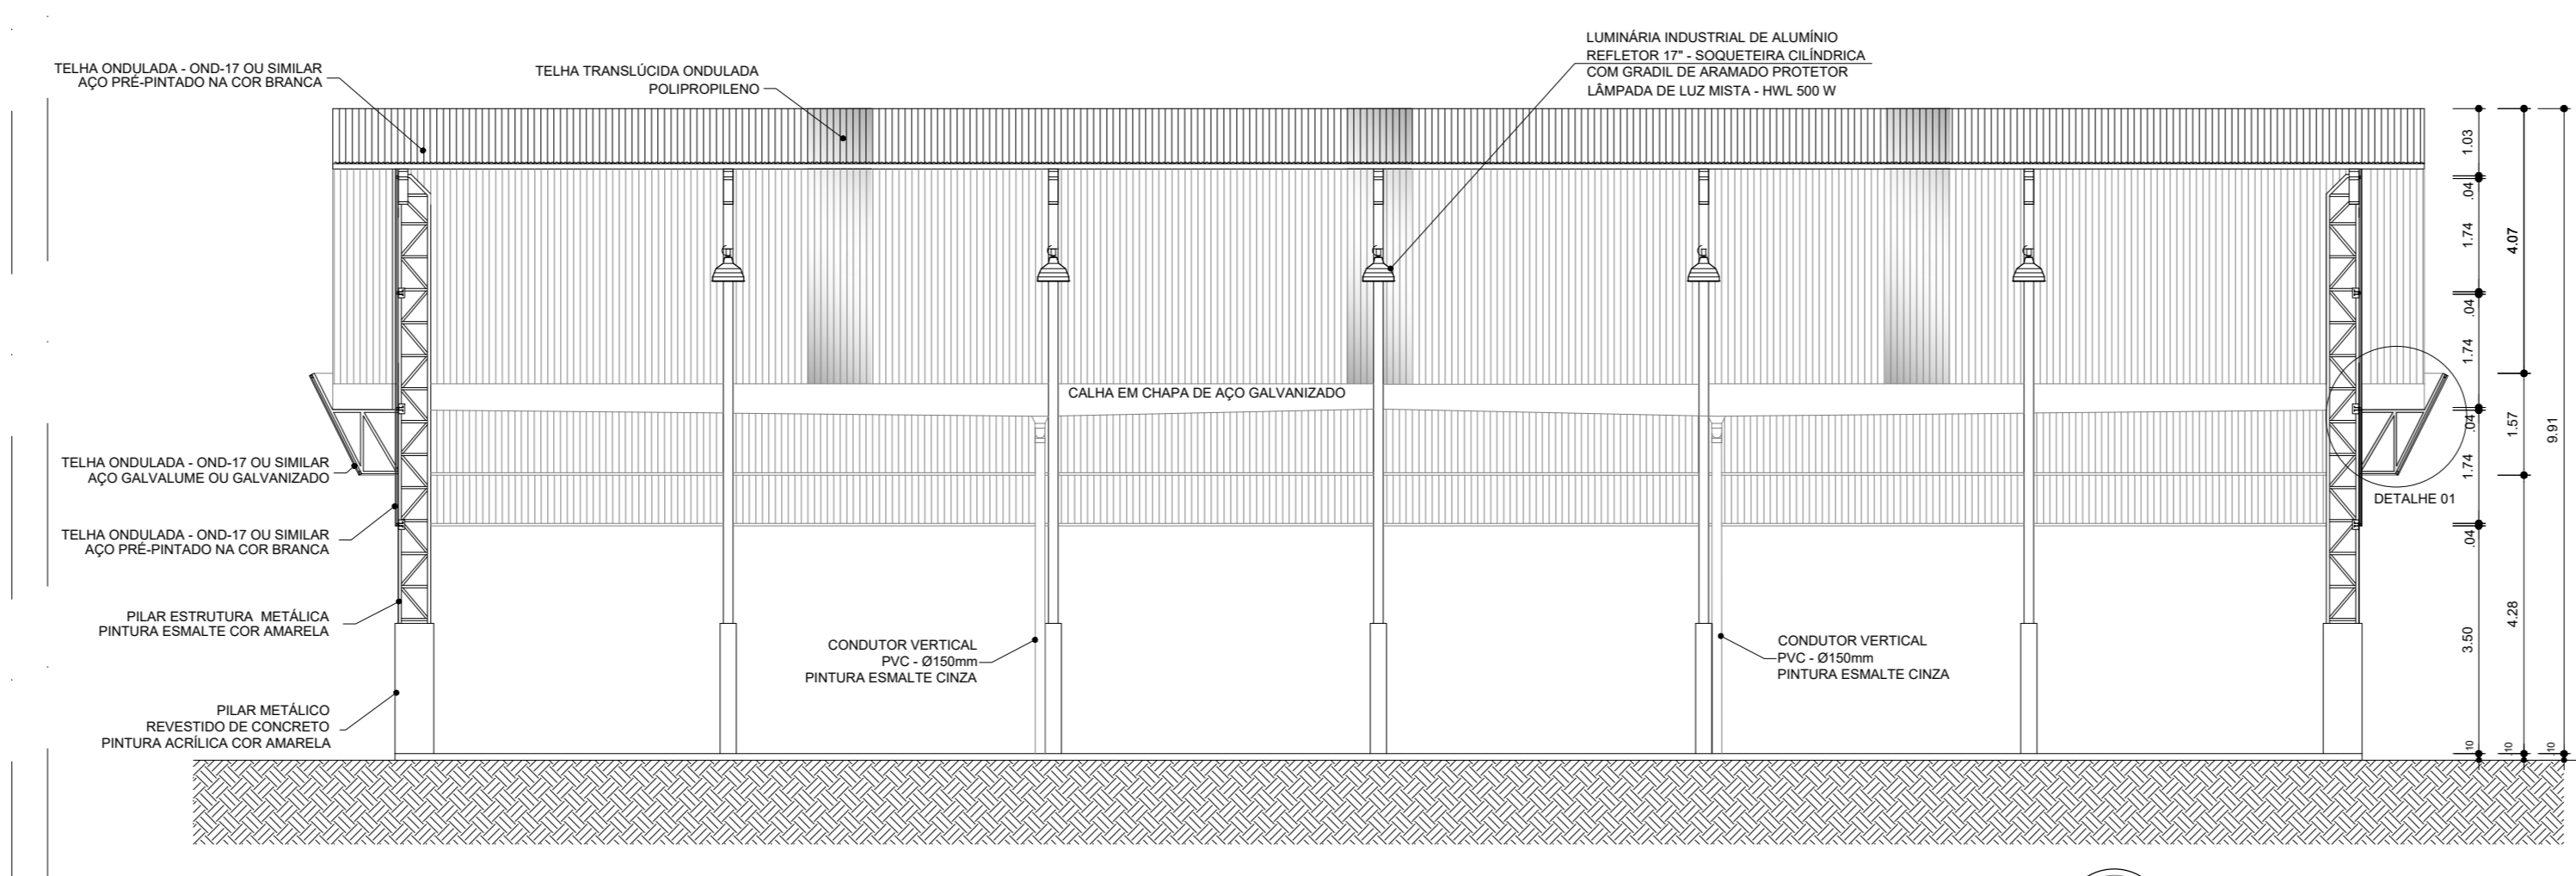 LUMINÁRIA INDUSTRIAL DE ALUMÍNIO
REFLETOR 17" - SOQUETEIRA CILÍNDRICA
COM GRADIL DE ARAMADO PROTETOR
LÂMPADA DE LUZ MISTA - HWL 500 W
TELHA ONDULADA - OND-17 OU SIMILAR
AÇO PRÉ-PINTADO NA COR BRANCA
TELHA TRANSLÚCIDA ONDULADA
POLIPROPILENO
CALHA EM CHAPA DE AÇO GALVANIZADO
TELHA ONDULADA - OND-17 OU SIMILAR
AÇO GALVALUME OU GALVANIZADO
TELHA ONDULADA - OND-17 OU SIMILAR
AÇO PRÉ-PINTADO NA COR BRANCA
PILAR ESTRUTURA METÁLICA
PINTURA ESMALTE COR AMARELA
PILAR METÁLICO
REVESTIDO DE CONCRETO
PINTURA ACRÍLICA COR AMARELA
CONDUTOR VERTICAL
PVC - Ø150mm
PINTURA ESMALTE CINZA
CONDUTOR VERTICAL
PVC - Ø150mm
PINTURA ESMALTE CINZA
DETALHE 01
1.03
.04
1.74
.04
1.74
.04
1.74
.04
3.50
.10
4.07
1.57
4.28
.10
9.91
.10